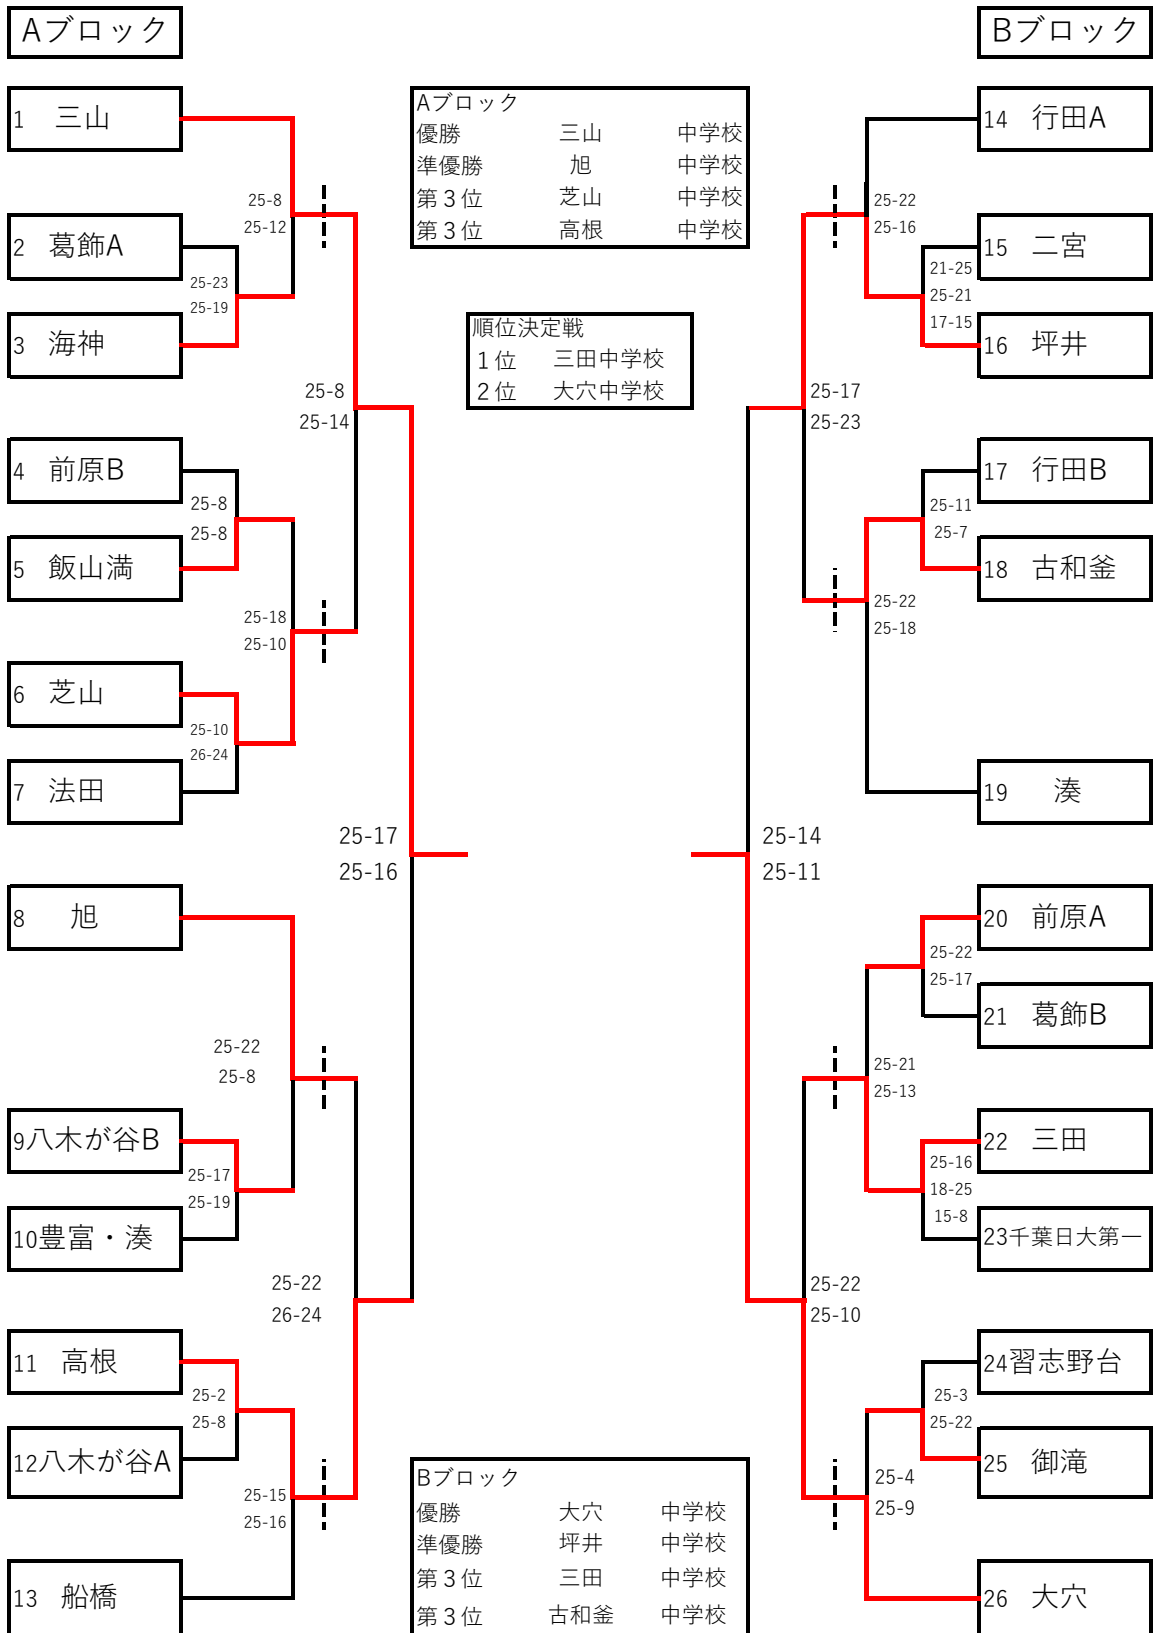 Aブロック
Bブロック
1 三山
2 葛飾A
3 海神
4 前原B
5 飯山満
6 芝山
7 法田
8 旭
9八木が谷B
10豊富・湊
11 高根
12八木が谷A
13 船橋
25-8
25-12
25-23
25-19
25-8
25-14
25-8
25-8
25-18
25-10
25-10
26-24
25-17
25-16
25-22
25-8
25-17
25-19
25-22
26-24
25-2
25-8
25-15
25-16
Aブロック
優勝 三山 中学校
準優勝 旭 中学校
第3位 芝山 中学校
第3位 高根 中学校
順位決定戦
1位 三田中学校
2位 大穴中学校
Bブロック
優勝 大穴 中学校
準優勝 坪井 中学校
第3位 三田 中学校
第3位 古和釜 中学校
25-22
25-16
21-25
25-21
17-15
25-17
25-23
25-11
25-7
25-22
25-18
25-14
25-11
25-22
25-17
25-21
25-13
25-16
18-25
15-8
25-22
25-10
25-3
25-22
25-4
25-9
14 行田A
15 二宮
16 坪井
17 行田B
18 古和釜
19 湊
20 前原A
21 葛飾B
22 三田
23千葉日大第一
24習志野台
25 御滝
26 大穴